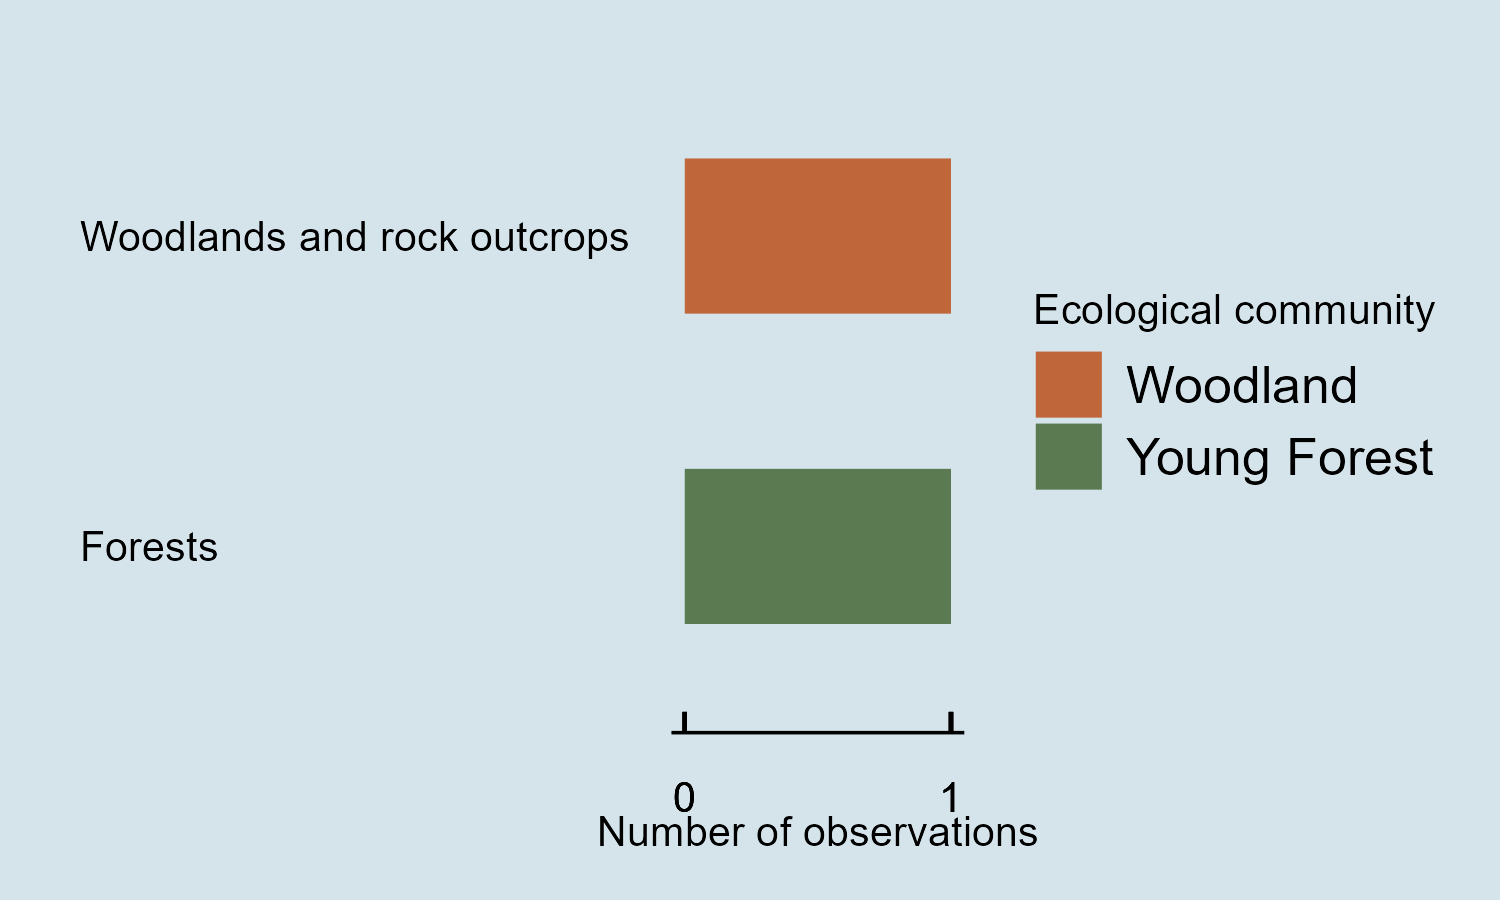 Woodlands and rock outcrops
Forests
Ecological community
Woodland
Young Forest
0 1
Number of observations